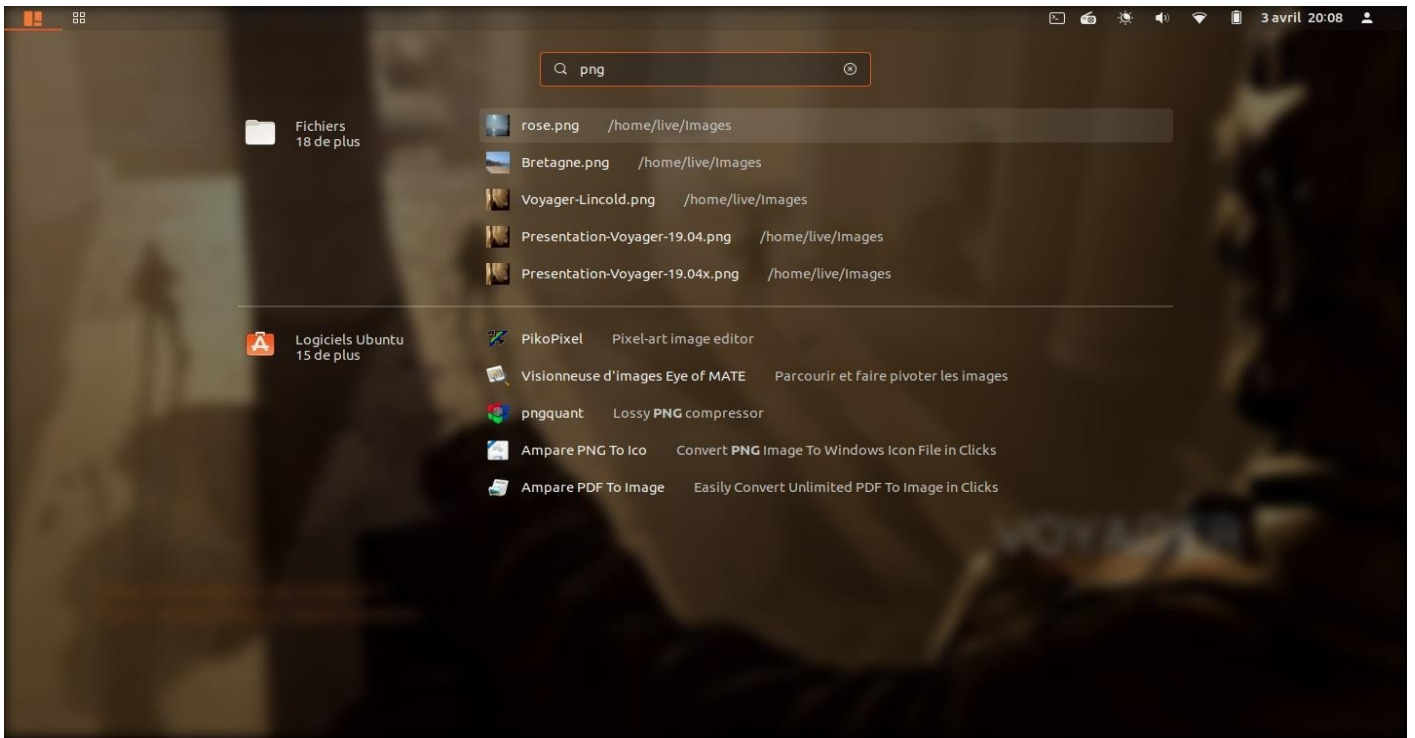 3 avril 20:08
png
Fichiers
18 de plus
rose.png /home/live/Images
Bretagne.png /home/live/Images
Voyager-Lincold.png /home/live/Images
Presentation-Voyager-19.04.png /home/live/Images
Presentation-Voyager-19.04x.png /home/live/Images
Logiciels Ubuntu
15 de plus
PikoPixel Pixel-art image editor
Visionneuse d'images Eye of MATE Parcourir et faire pivoter les images
pngquant Lossy PNG compressor
Ampare PNG To Ico Convert PNG Image To Windows Icon File in Clicks
Ampare PDF To Image Easily Convert Unlimited PDF To Image in Clicks
VOYAGER